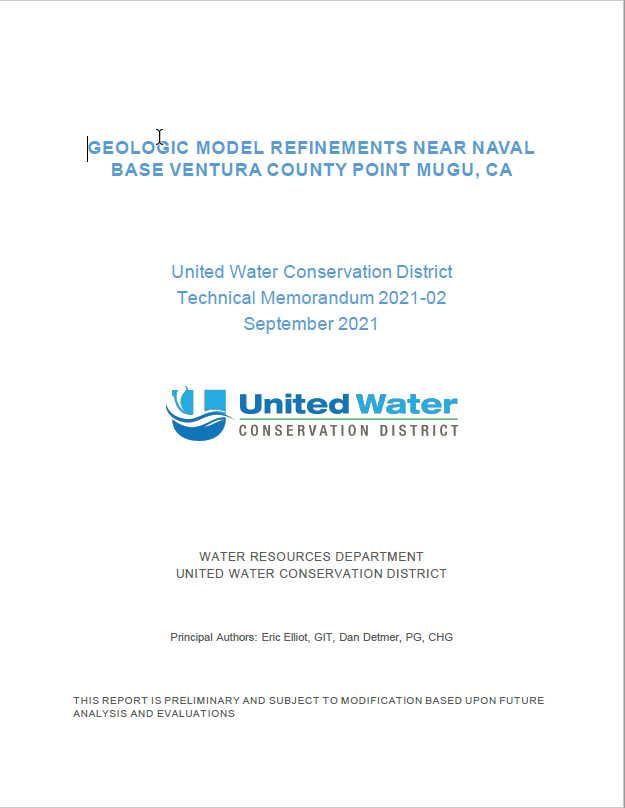 GEOLOGIC MODEL REFINEMENTS NEAR NAVAL
BASE VENTURA COUNTY POINT MUGU, CA
United Water Conservation District
Technical Memorandum 2021-02
September 2021
United Water
CONSERVATION DISTRICT
WATER RESOURCES DEPARTMENT
UNITED WATER CONSERVATION DISTRICT
Principal Authors: Eric Elliot, GIT, Dan Detmer, PG, CHG
THIS REPORT IS PRELIMINARY AND SUBJECT TO MODIFICATION BASED UPON FUTURE
ANALYSIS AND EVALUATIONS